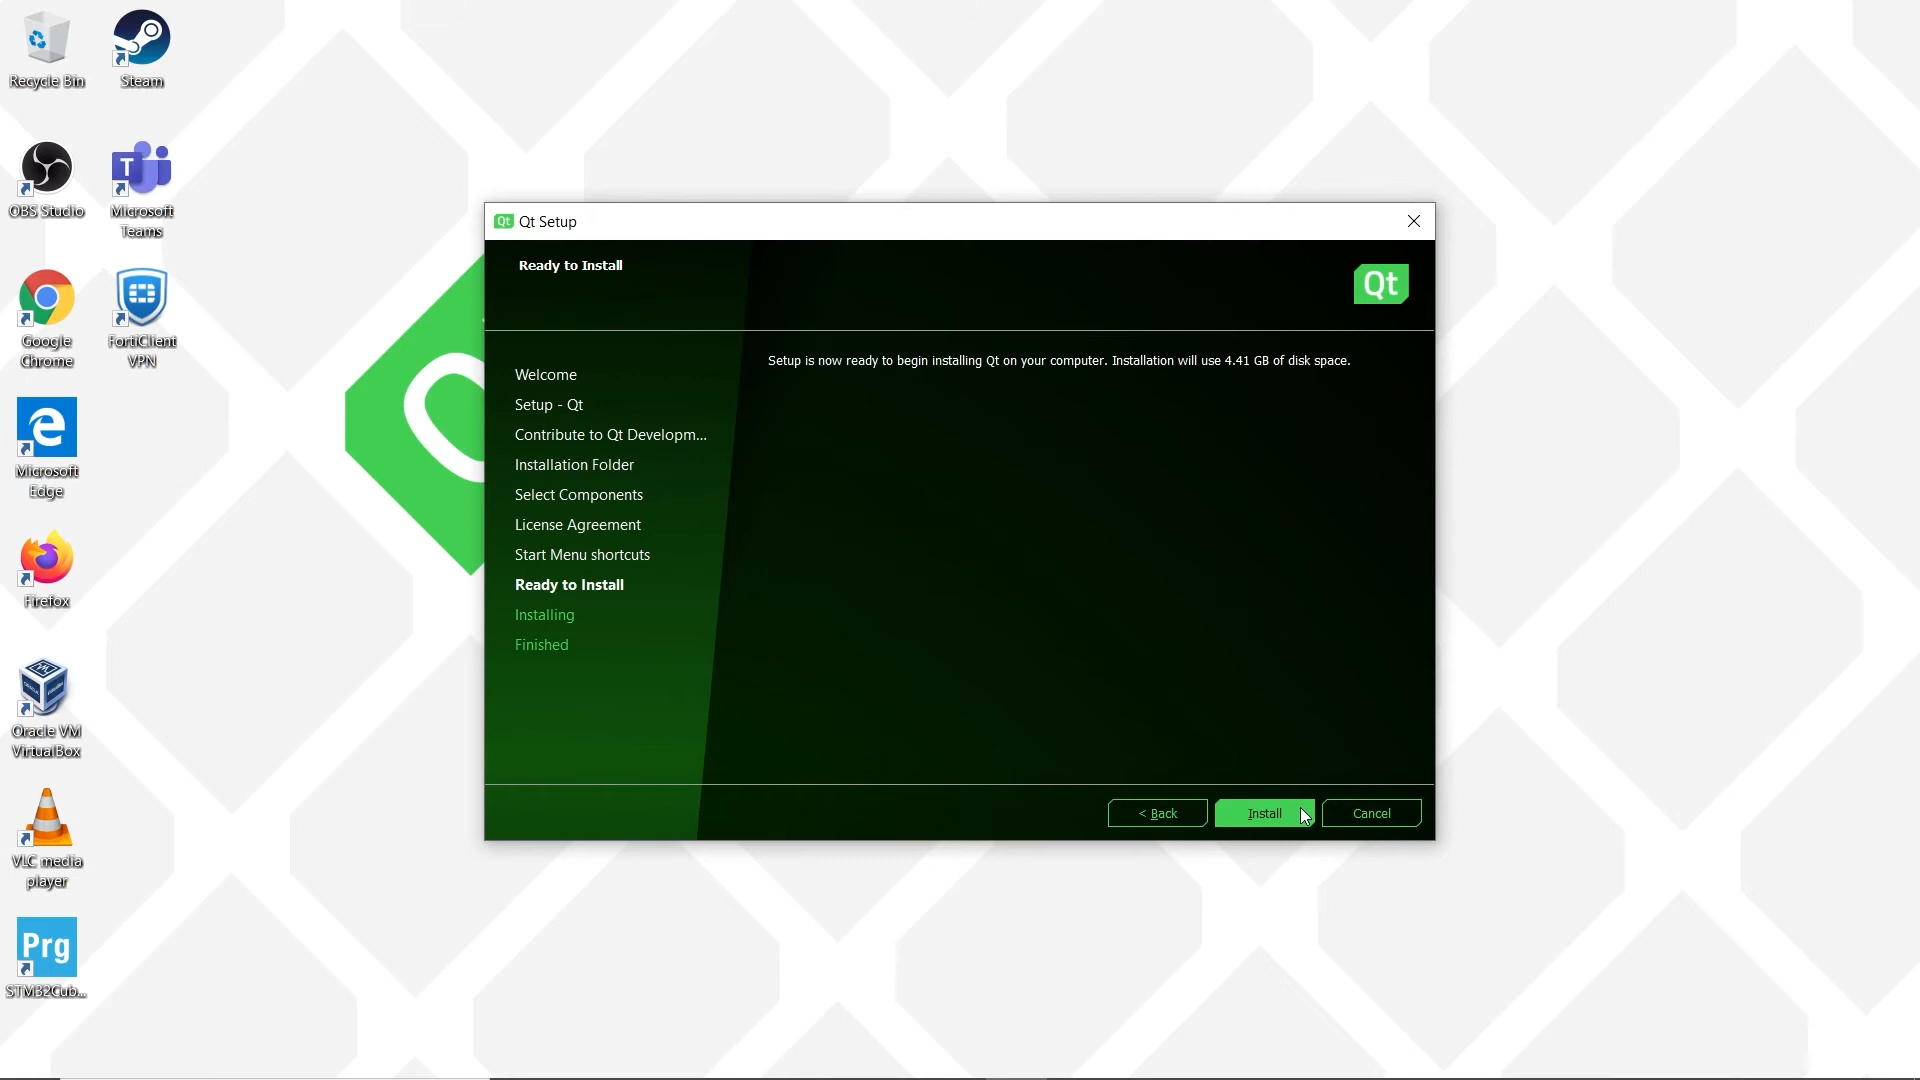 Recycle Bin
Steam
OBS Studio
T
Microsoft
Teams
Google
Chrome
FortiClient
VPN
Microsoft
Edge
Firefox
Oracle VM
VirtualBox
VLC media
player
Prg
STM32Cub...
Qt Qt Setup
Ready to Install
Qt
Welcome
Setup - Qt
Contribute to Qt Developm...
Installation Folder
Select Components
License Agreement
Start Menu shortcuts
Ready to Install
Installing
Finished
Setup is now ready to begin installing Qt on your computer. Installation will use 4.41 GB of disk space.
< Back
Install
Cancel